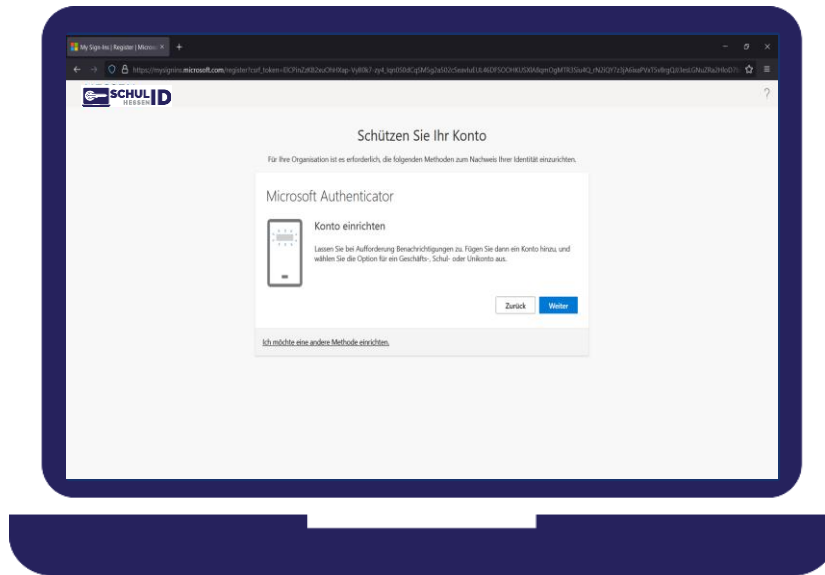 My Sign-Ins | Register | Micros
SCHUL ID
HESSEN
?
Schützen Sie Ihr Konto
Für Ihre Organisation ist es erforderlich, die folgenden Methoden zum Nachweis Ihrer Identität einzurichten.
Microsoft Authenticator
Konto einrichten
Lassen Sie bei Aufforderung Benachrichtigungen zu. Fügen Sie dann ein Konto hinzu, und
wählen Sie die Option für ein Geschäfts-, Schul- oder Unikonto aus.
Zurück Weiter
Ich möchte eine andere Methode einrichten.